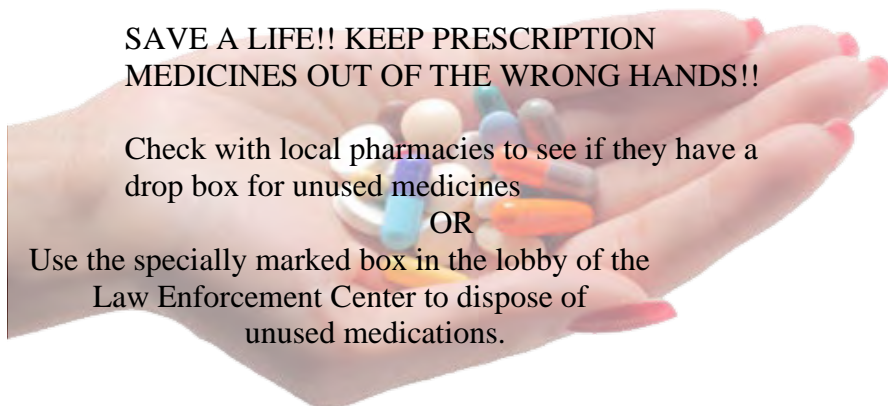 SAVE A LIFE!! KEEP PRESCRIPTION
MEDICINES OUT OF THE WRONG HANDS!!
Check with local pharmacies to see if they have a
drop box for unused medicines
OR
Use the specially marked box in the lobby of the
Law Enforcement Center to dispose of
unused medications.